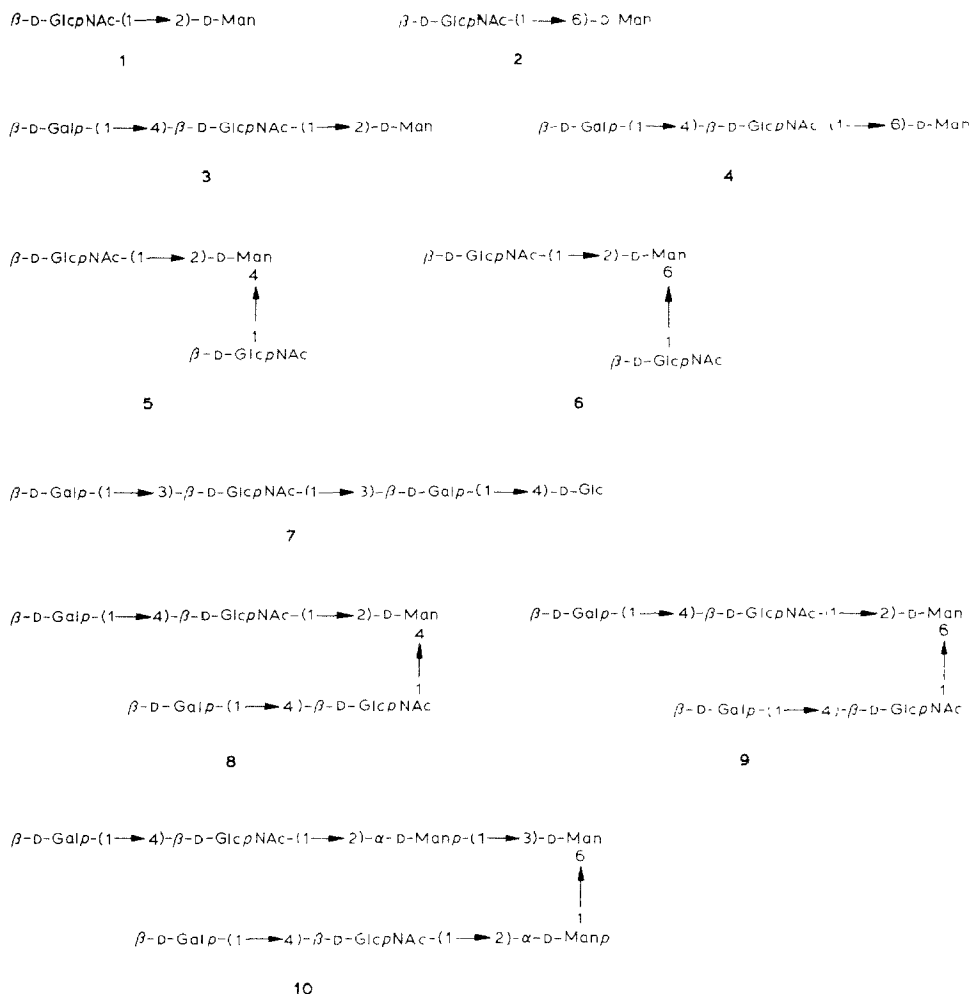 β-D-GlcpNAc-(1⟶2)-D-Man
1
β-D-GlcpNAc-(1⟶6)-D Man
2
β-D-Galp-(1⟶4)-β-D-GlcpNAc-(1⟶2)-D-Man
3
β-D-Galp-(1⟶4)-β-D-GlcpNAc-(1⟶6)-D-Man
4
β-D-GlcpNAc-(1⟶2)-D-Man
4
↑
1
β-D-GlcpNAc
5
β-D-GlcpNAc-(1⟶2)-D-Man
6
↑
1
β-D-GlcpNAc
6
β-D-Galp-(1⟶3)-β-D-GlcpNAc-(1⟶3)-β-D-Galp-(1⟶4)-D-Glc
7
β-D-Galp-(1⟶4)-β-D-GlcpNAc-(1⟶2)-D-Man
4
↑
1
β-D-Galp-(1⟶4)-β-D-GlcpNAc
8
β-D-Galp-(1⟶4)-β-D-GlcpNAc-(1⟶2)-D-Man
6
↑
1
β-D-Galp-(1⟶4)-β-D-GlcpNAc
9
β-D-Galp-(1⟶4)-β-D-GlcpNAc-(1⟶2)-α-D-Manp-(1⟶3)-D-Man
6
↑
1
β-D-Galp-(1⟶4)-β-D-GlcpNAc-(1⟶2)-α-D-Manp
10